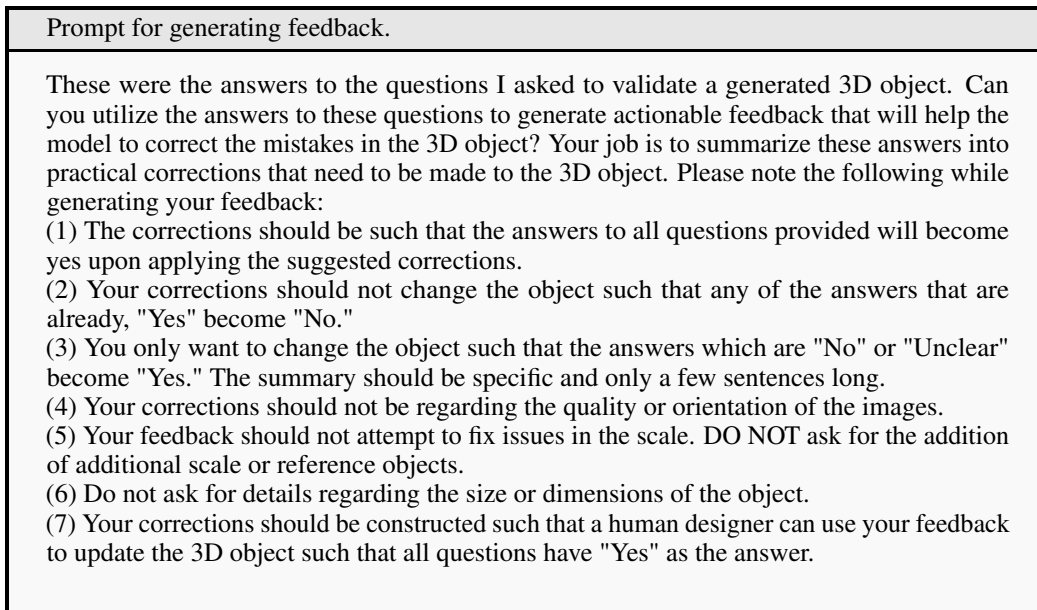 Prompt for generating feedback.
These were the answers to the questions I asked to validate a generated 3D object. Can
you utilize the answers to these questions to generate actionable feedback that will help the
model to correct the mistakes in the 3D object? Your job is to summarize these answers into
practical corrections that need to be made to the 3D object. Please note the following while
generating your feedback:
(1) The corrections should be such that the answers to all questions provided will become
yes upon applying the suggested corrections.
(2) Your corrections should not change the object such that any of the answers that are
already, "Yes" become "No."
(3) You only want to change the object such that the answers which are "No" or "Unclear"
become "Yes." The summary should be specific and only a few sentences long.
(4) Your corrections should not be regarding the quality or orientation of the images.
(5) Your feedback should not attempt to fix issues in the scale. DO NOT ask for the addition
of additional scale or reference objects.
(6) Do not ask for details regarding the size or dimensions of the object.
(7) Your corrections should be constructed such that a human designer can use your feedback
to update the 3D object such that all questions have "Yes" as the answer.